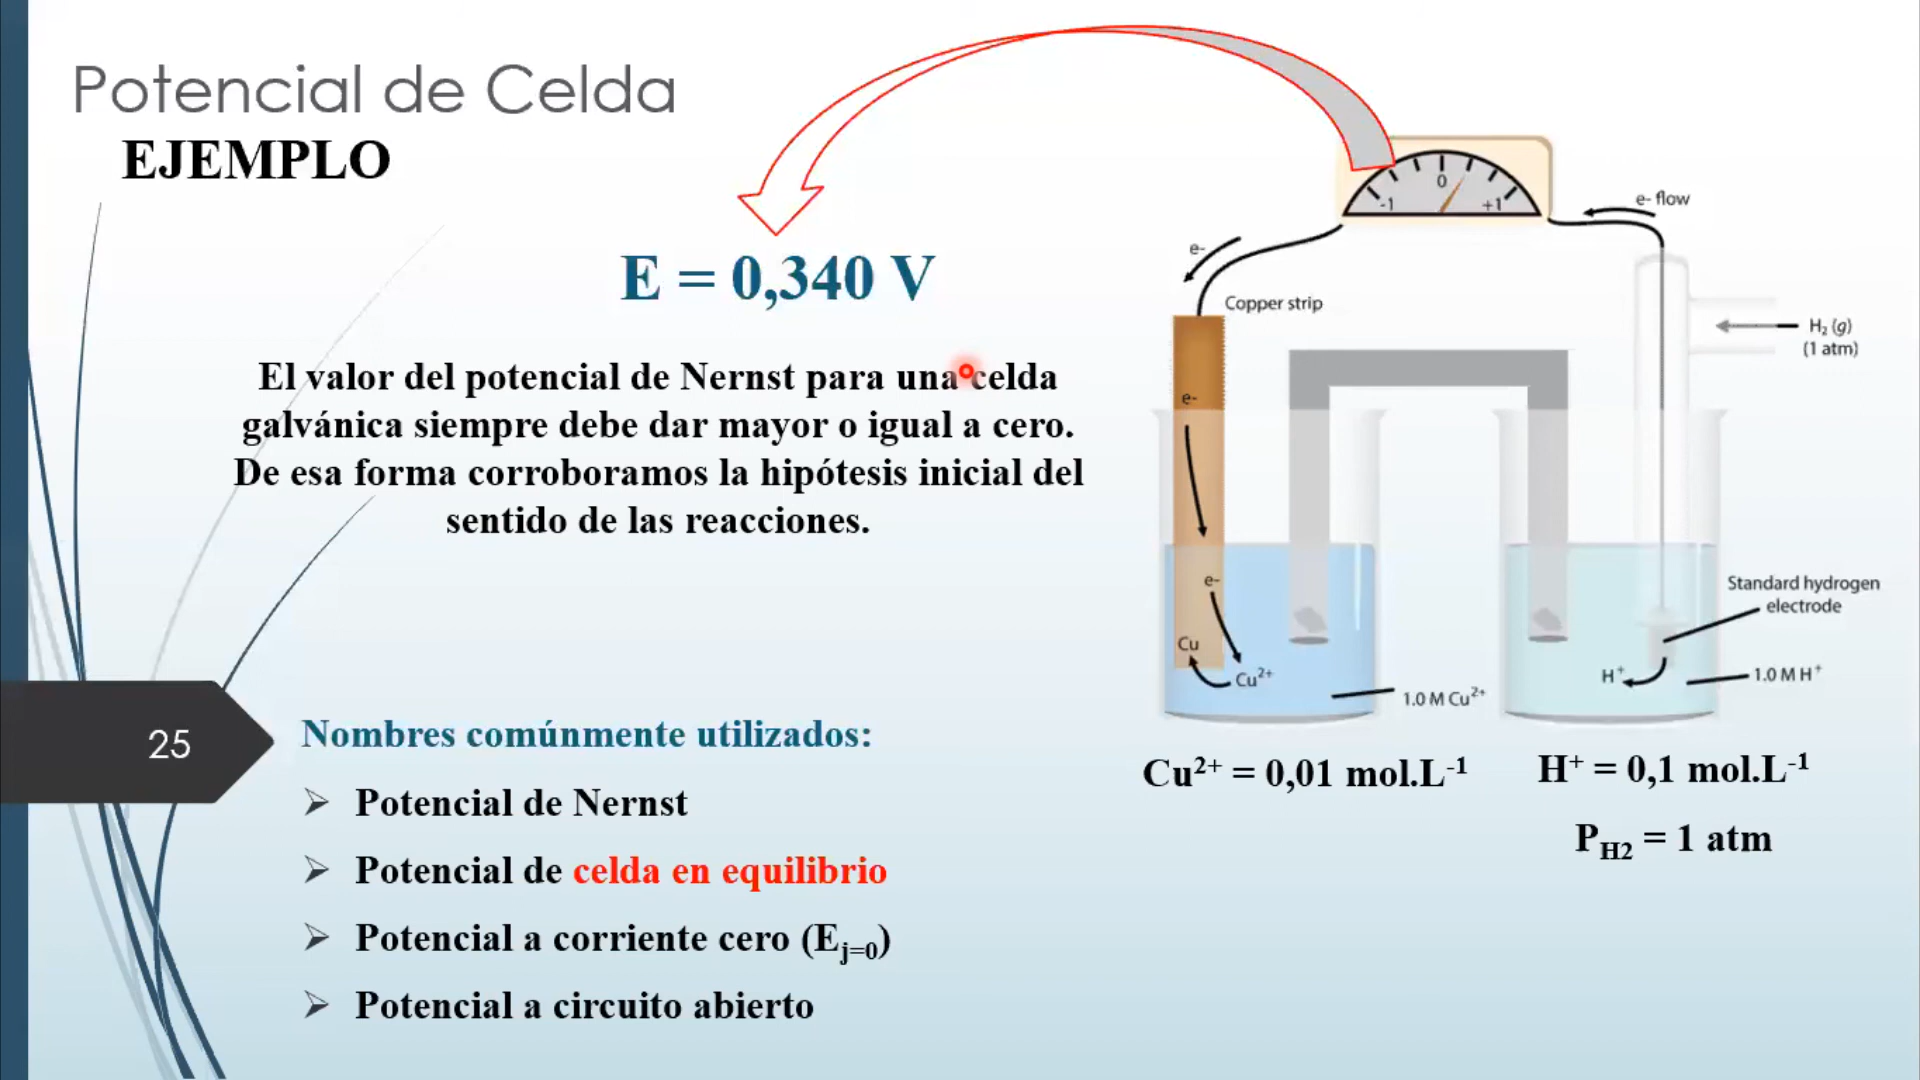 Potencial de Celda
EJEMPLO
E = 0,340 V
El valor del potencial de Nernst para una celda
galvánica siempre debe dar mayor o igual a cero.
De esa forma corroboramos la hipótesis inicial del
sentido de las reacciones.
25
Nombres comúnmente utilizados:
➢ Potencial de Nernst
➢ Potencial de celda en equilibrio
➢ Potencial a corriente cero (Eⱼ₌₀)
➢ Potencial a circuito abierto
-1
0
+1
e- flow
e-
Copper strip
H₂ (g)
(1 atm)
e-
e-
Cu
Cu²⁺
1.0 M Cu²⁺
Standard hydrogen
electrode
H⁺
1.0 M H⁺
Cu²⁺ = 0,01 mol.L⁻¹
H⁺ = 0,1 mol.L⁻¹
P_H2 = 1 atm